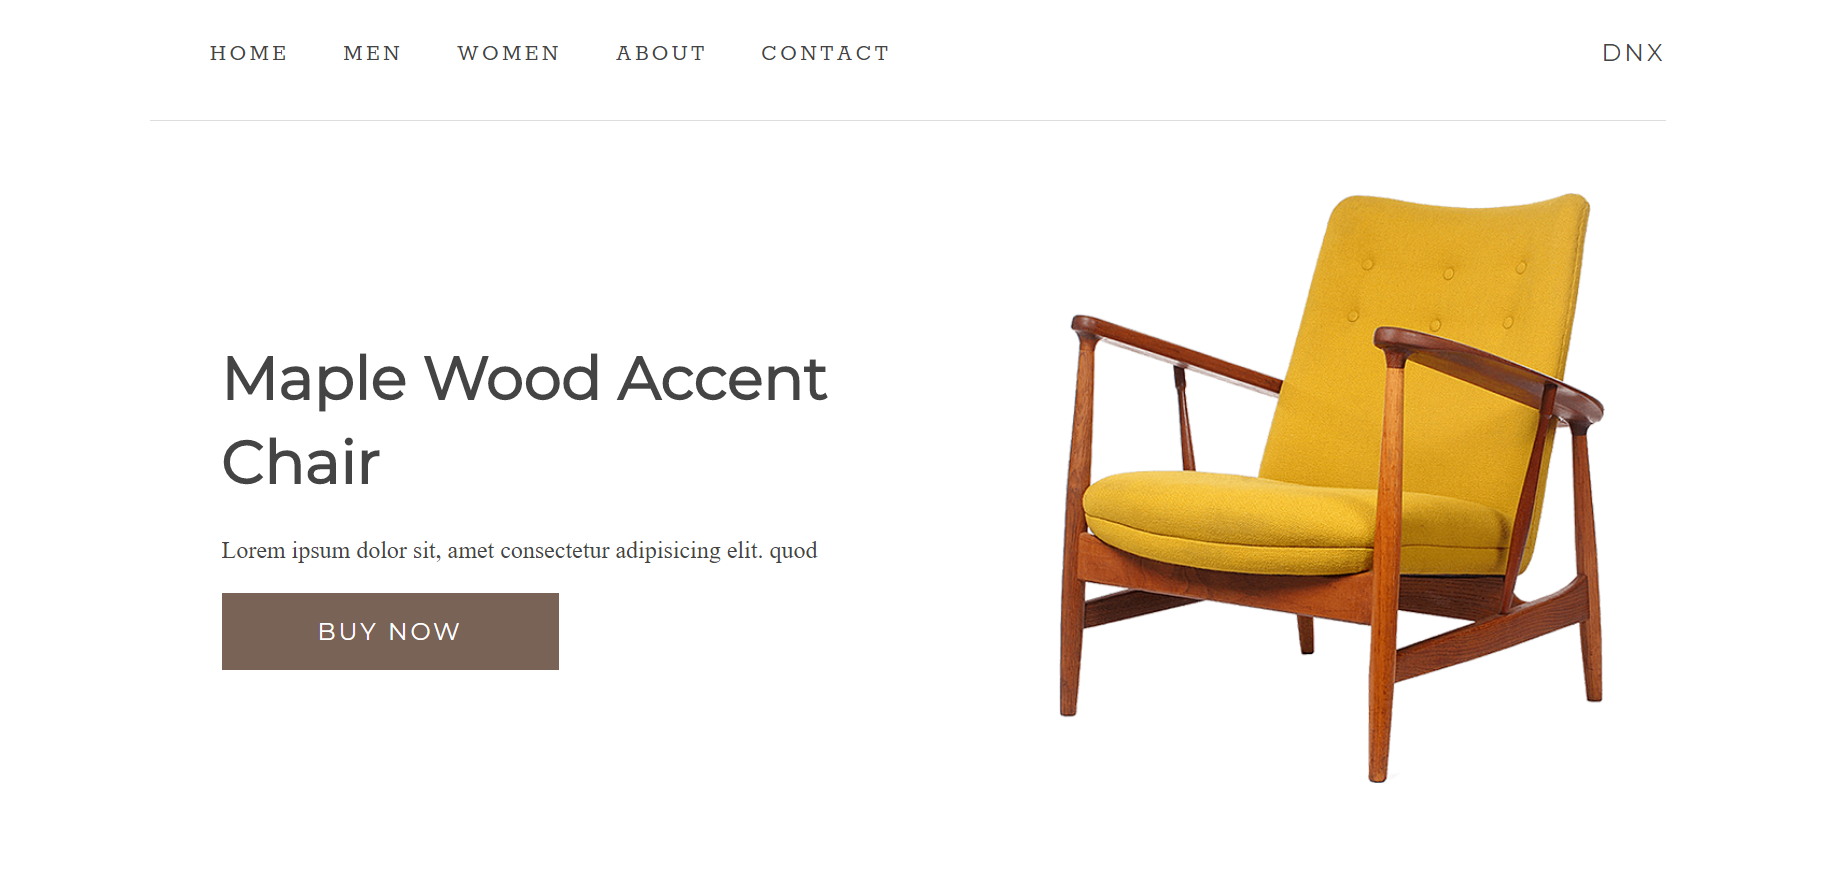 HOME MEN WOMEN ABOUT CONTACT DNX
Maple Wood Accent
Chair
Lorem ipsum dolor sit, amet consectetur adipisicing elit. quod
BUY NOW